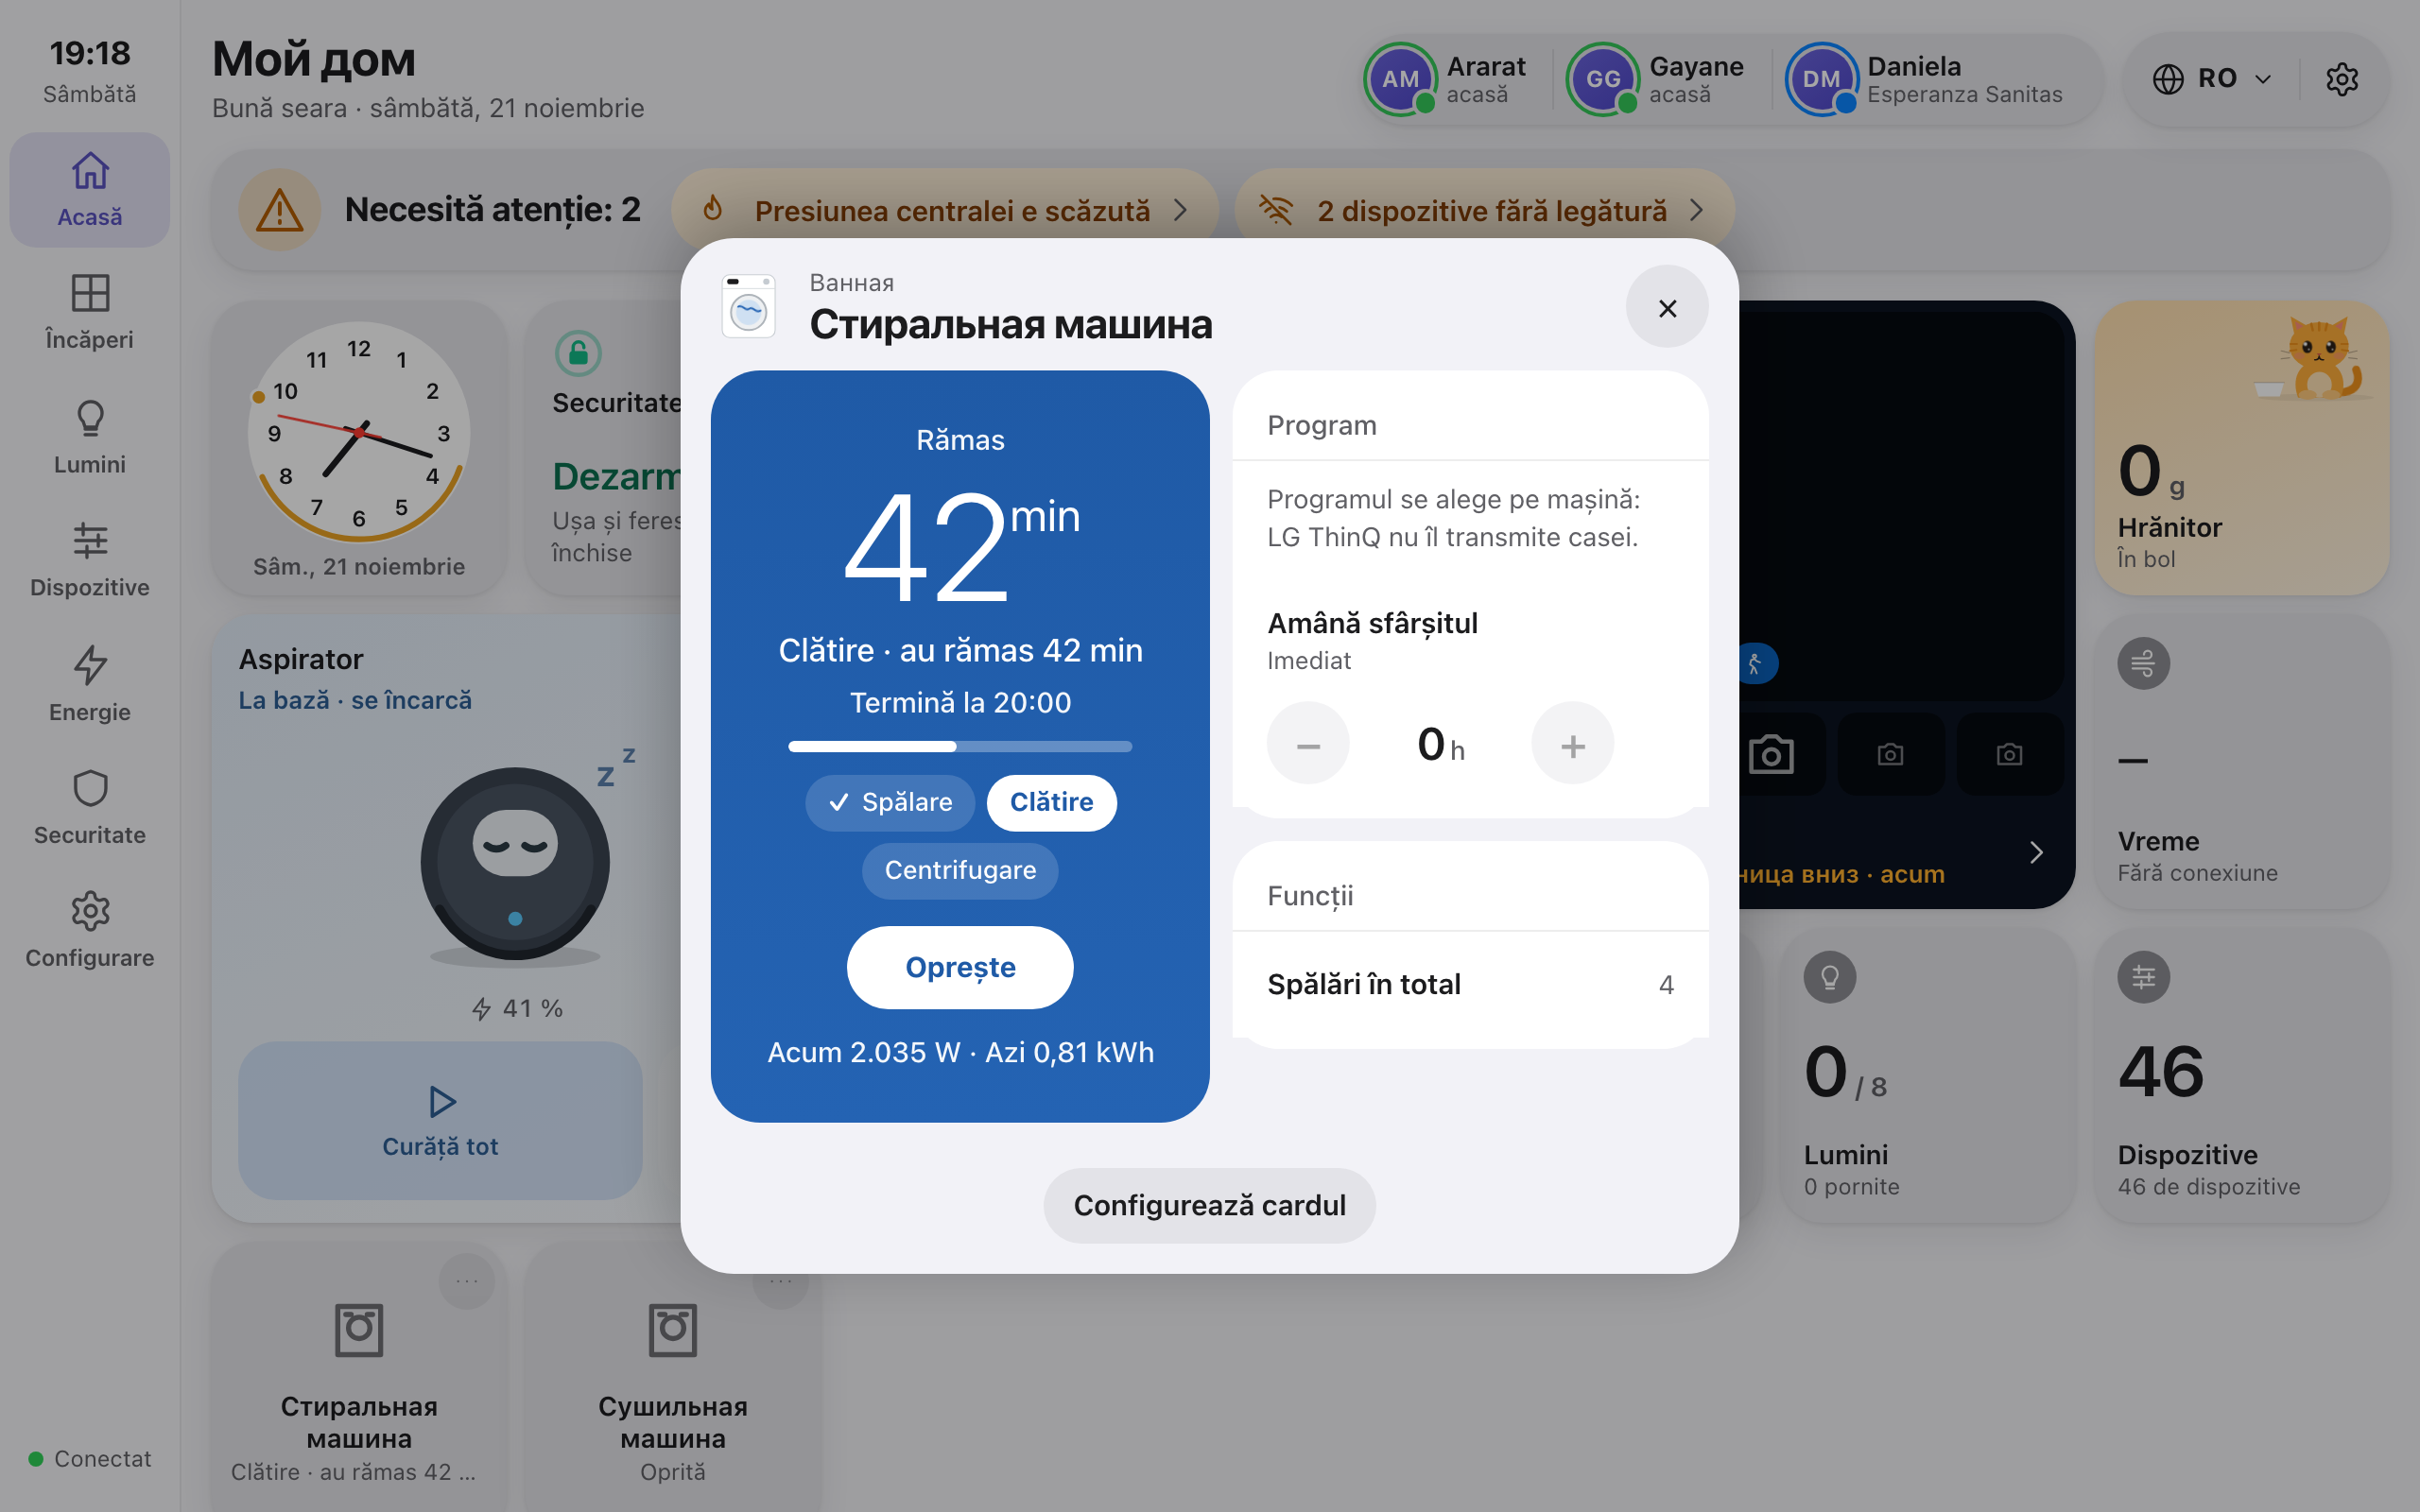 19:18
Sâmbătă
Acasă
Încăperi
Lumini
Dispozitive
Energie
Securitate
Configurare
Conectat
Мой дом
Bună seara · sâmbătă, 21 noiembrie
AM
Ararat
acasă
GG
Gayane
acasă
DM
Daniela
Esperanza Sanitas
RO
Necesită atenție: 2
Presiunea centralei e scăzută
2 dispozitive fără legătură
12
1
2
3
4
5
6
7
8
9
10
11
Sâm., 21 noiembrie
Securitate
Dezarm
Ușa și feres
închise
Aspirator
La bază · se încarcă
z z
41 %
Curăță tot
Ванная
Стиральная машина
Rămas
42 min
Clătire · au rămas 42 min
Termină la 20:00
Spălare
Clătire
Centrifugare
Oprește
Acum 2.035 W · Azi 0,81 kWh
Program
Programul se alege pe mașină:
LG ThinQ nu îl transmite casei.
Amână sfârșitul
Imediat
− 0 h +
Funcții
Spălări în total 4
Configurează cardul
ница вниз · acum
0 g
Hrănitor
În bol
–
Vreme
Fără conexiune
0 / 8
Lumini
0 pornite
46
Dispozitive
46 de dispozitive
...
Стиральная
машина
Clătire · au rămas 42 ...
...
Сушильная
машина
Oprită